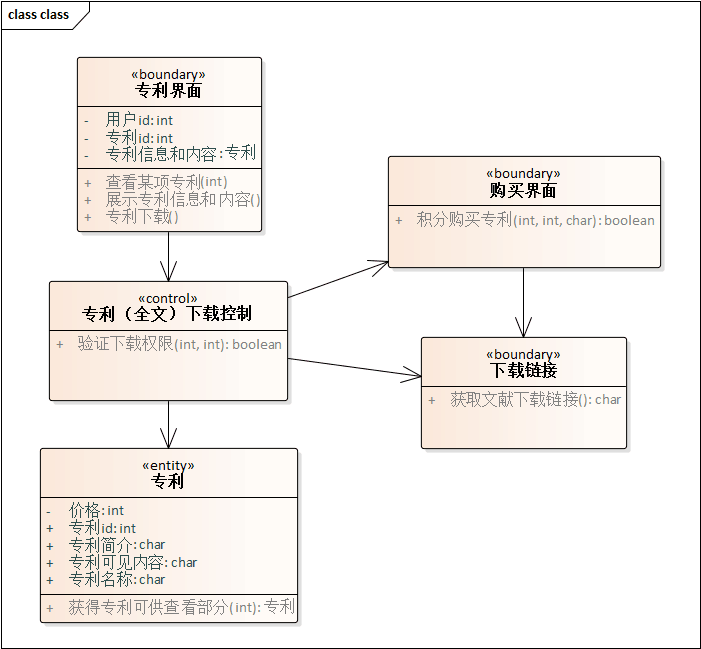 class class
«boundary»
专利界面
- 用户id: int
- 专利id: int
- 专利信息和内容: 专利
+ 查看某项专利(int)
+ 展示专利信息和内容()
+ 专利下载()
«boundary»
购买界面
+ 积分购买专利(int, int, char): boolean
«control»
专利（全文）下载控制
+ 验证下载权限(int, int): boolean
«boundary»
下载链接
+ 获取文献下载链接(): char
«entity»
专利
- 价格: int
+ 专利id: int
+ 专利简介: char
+ 专利可见内容: char
+ 专利名称: char
+ 获得专利可供查看部分(int): 专利